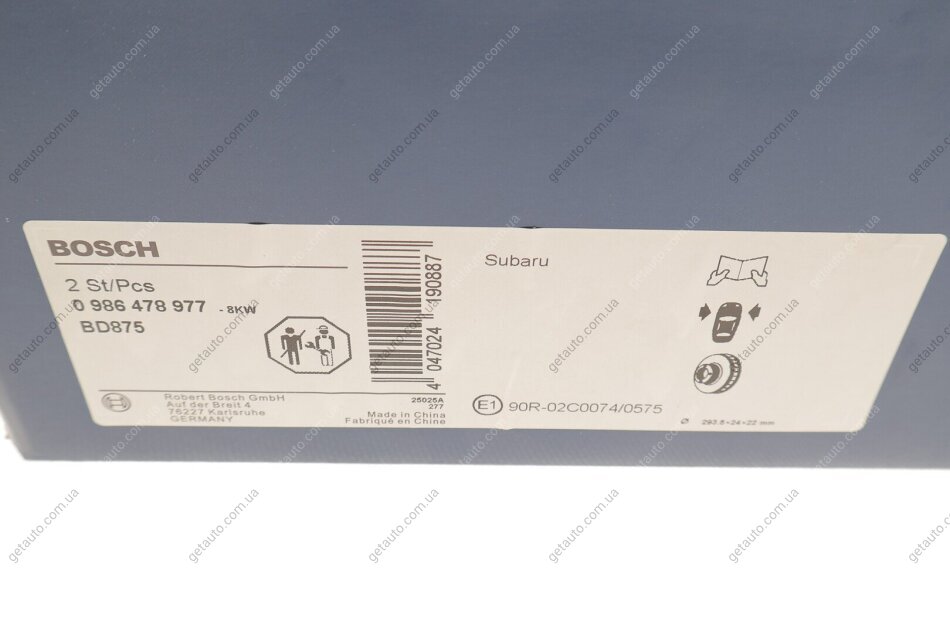 BOSCH
2 St/Pcs
0 986 478 977 - 8KW
BD875
4 047024 190887
Robert Bosch GmbH
Auf der Breit 4
76227 Karlsruhe
GERMANY
25025A
277
Made in China
Fabriqué en Chine
Subaru
E1 90R-02C0074/0575
Ø 293.5×24×22 mm
getauto.com.ua